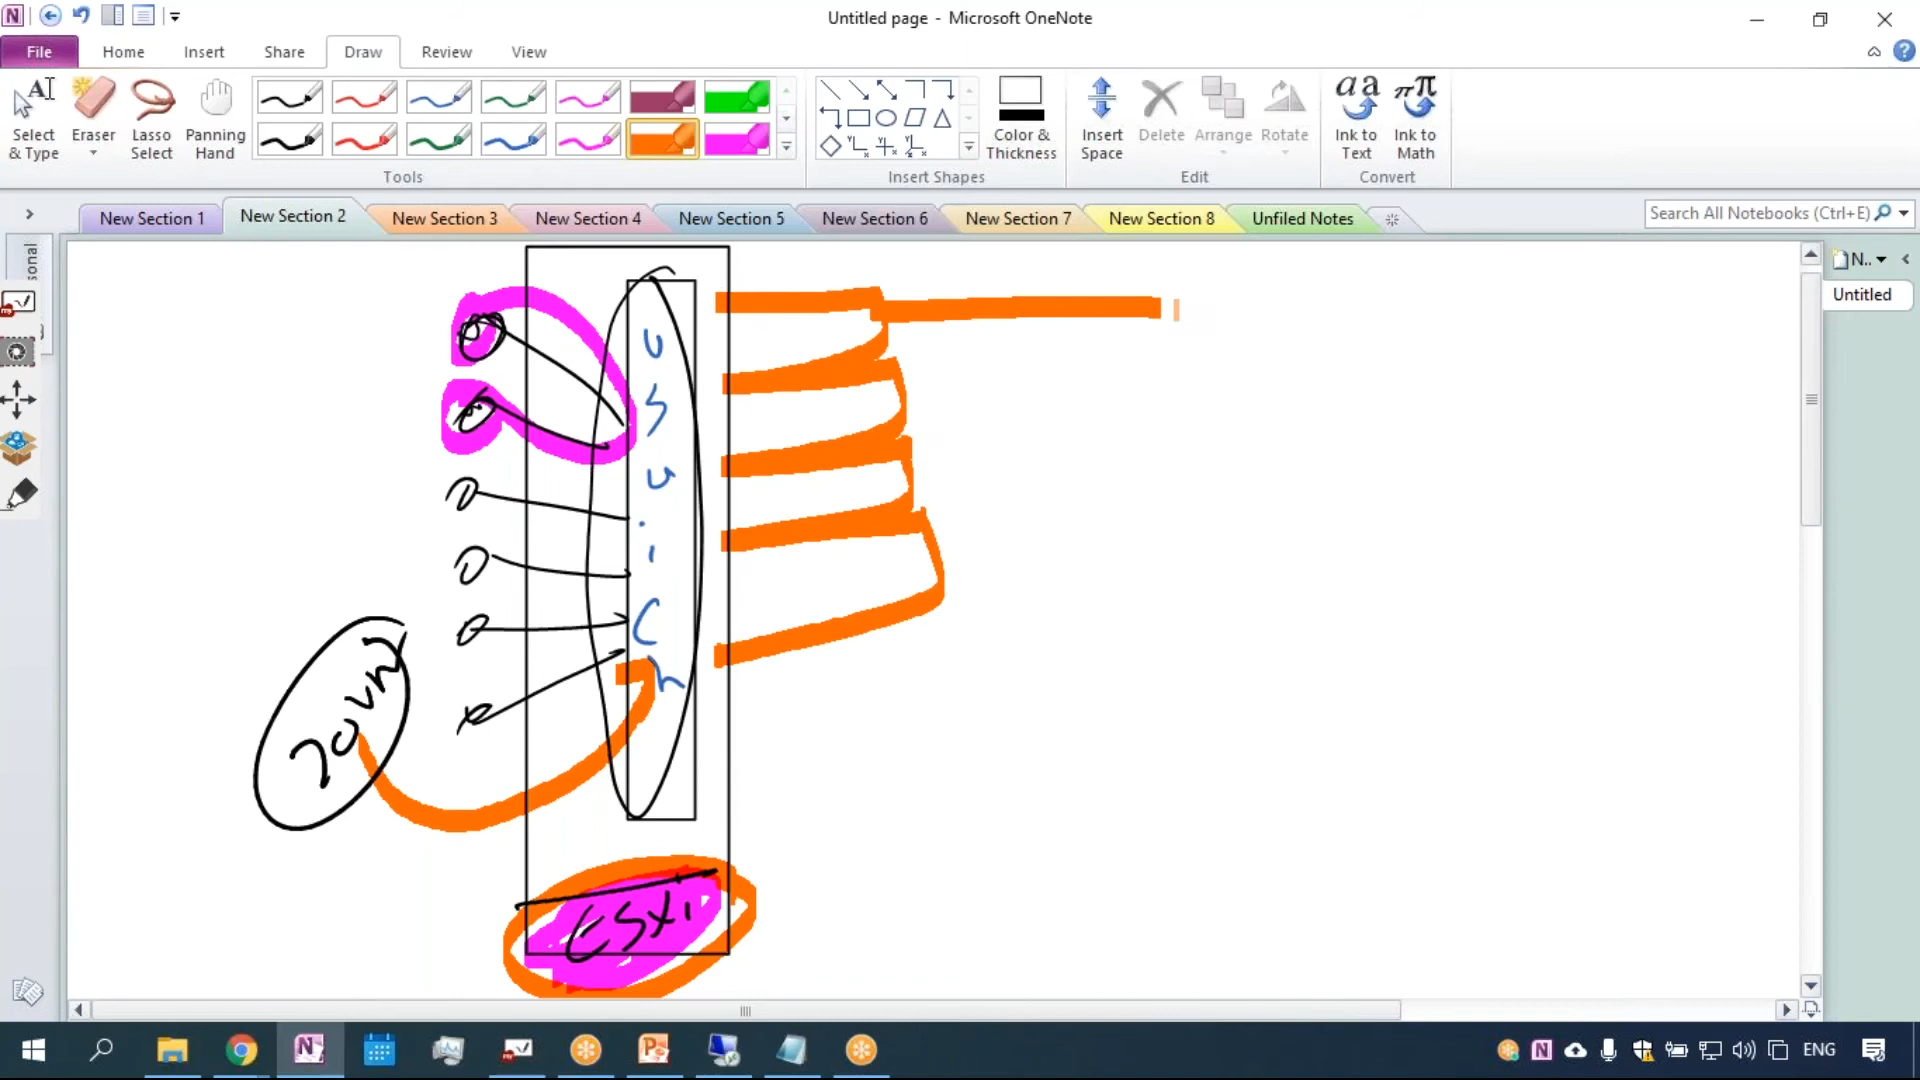 Untitled page - Microsoft OneNote
File
Home
Insert
Share
Draw
Review
View
Select & Type
Eraser
Lasso Select
Panning Hand
Color & Thickness
Insert Space
Delete
Arrange
Rotate
Ink to Text
Ink to Math
Tools
Insert Shapes
Edit
Convert
New Section 1
New Section 2
New Section 3
New Section 4
New Section 5
New Section 6
New Section 7
New Section 8
Unfiled Notes
Search All Notebooks (Ctrl+E)
N..
Untitled
sonal
ESXi
ENG